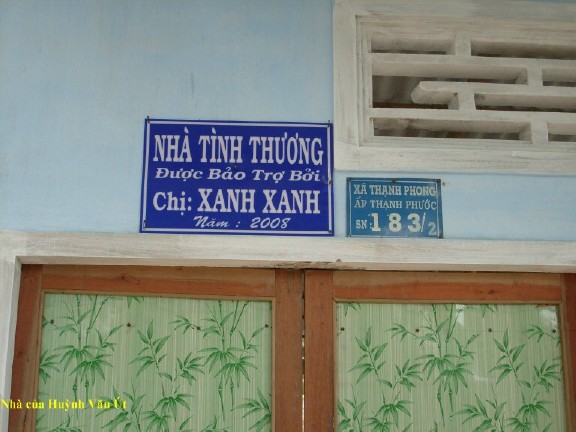 NHÀ TÌNH THƯƠNG
Được Bảo Trợ Bởi
Chị: XANH XANH
Năm : 2008
XÃ THẠNH PHONG
ẤP THẠNH PHƯỚC
SN: 183/2
Nhà của Huỳnh Văn Út